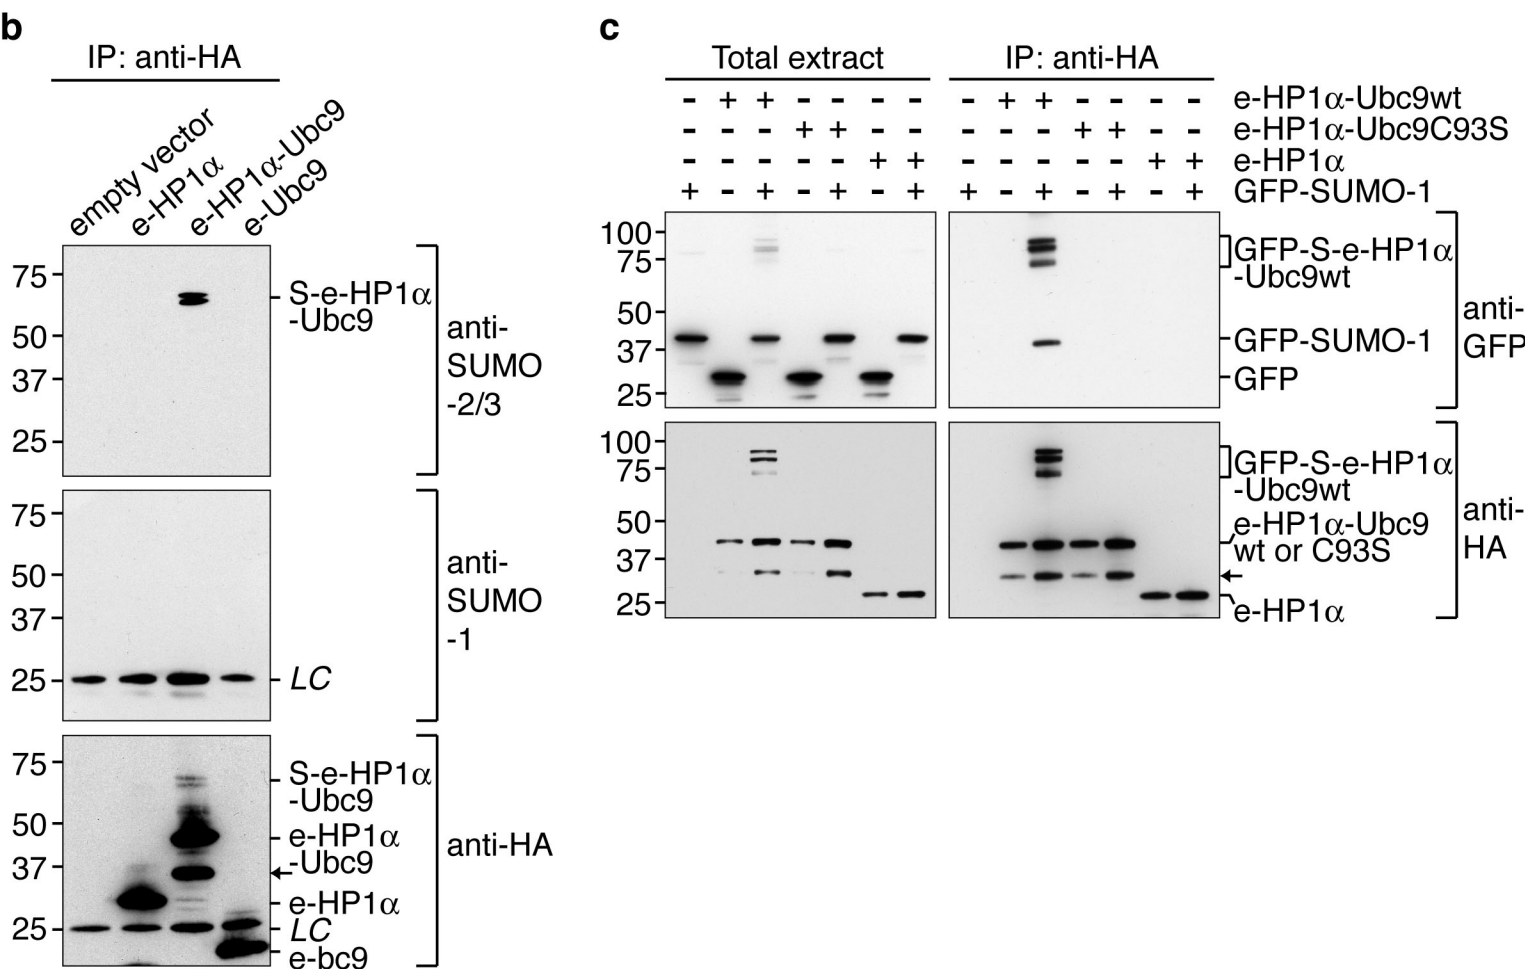 b
IP: anti-HA
empty vector
e-HP1α
e-HP1α-Ubc9
e-Ubc9
75
50
37
25
S-e-HP1α
-Ubc9
anti-
SUMO
-2/3
75
50
37
25
LC
anti-
SUMO
-1
75
50
37
25
S-e-HP1α
-Ubc9
e-HP1α
-Ubc9
e-HP1α
LC
e-bc9
anti-HA
c
Total extract
IP: anti-HA
- + + - - - - - + + - - - - e-HP1α-Ubc9wt
- - - + + - - - - - + + - - e-HP1α-Ubc9C93S
- - - - - + + - - - - - + + e-HP1α
+ - + - + - + + - + - + - + GFP-SUMO-1
100
75
50
37
25
GFP-S-e-HP1α
-Ubc9wt
GFP-SUMO-1
GFP
anti-
GFP
100
75
50
37
25
GFP-S-e-HP1α
-Ubc9wt
e-HP1α-Ubc9
wt or C93S
e-HP1α
anti-
HA